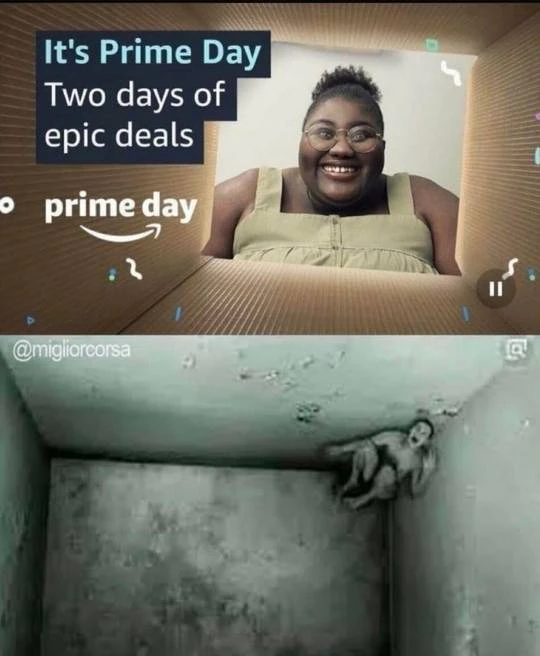 It's Prime Day
Two days of
epic deals
prime day
@migliorcorsa